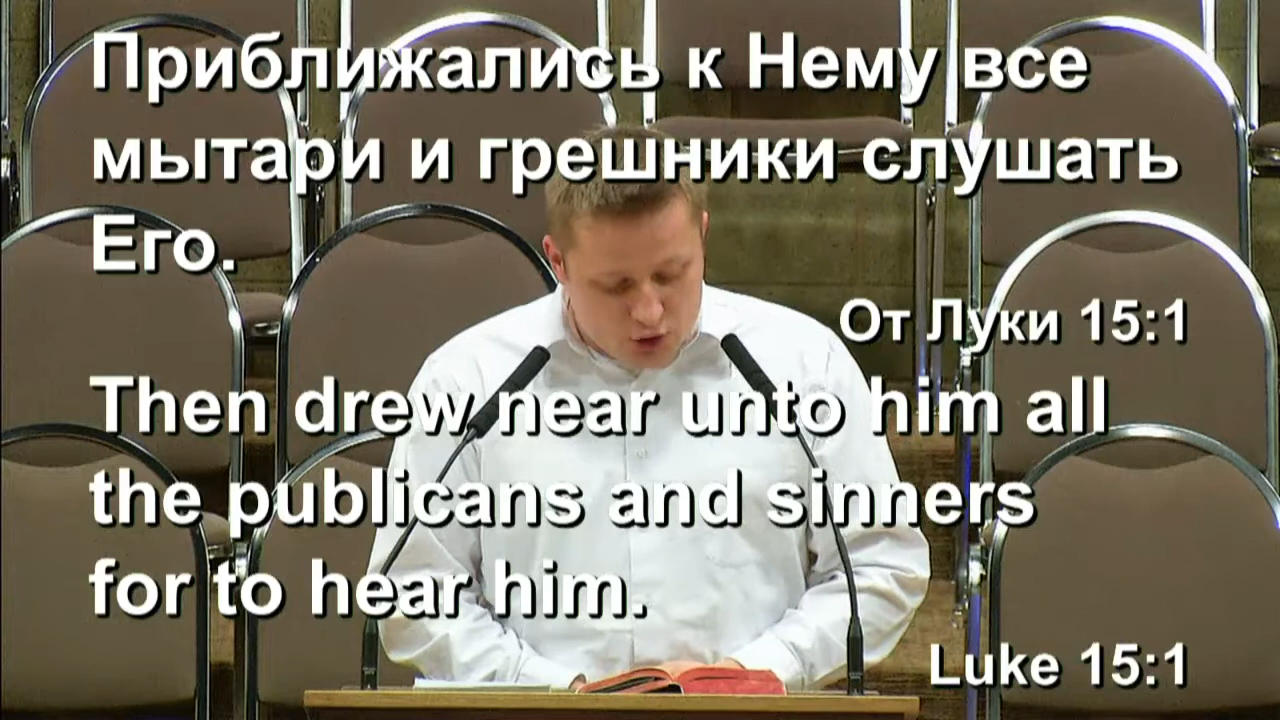 Приближались к Нему все
мытари и грешники слушать
Его.
От Луки 15:1
Then drew near unto him all
the publicans and sinners
for to hear him.
Luke 15:1